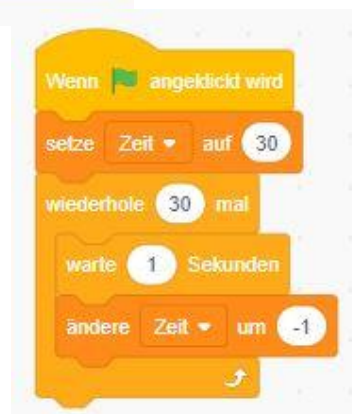 Wenn angeklickt wird
setze Zeit auf 30
wiederhole 30 mal
warte 1 Sekunden
ändere Zeit um -1